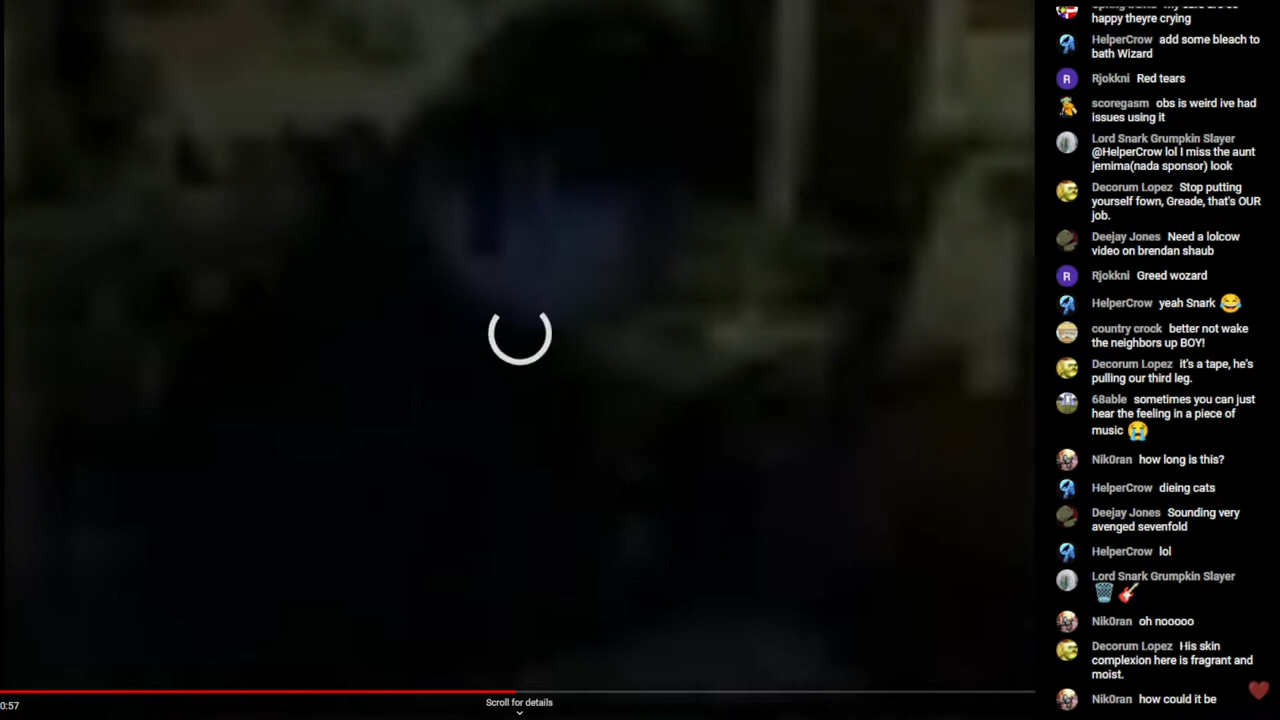 happy theyre crying
HelperCrow add some bleach to
bath Wizard
R Rjokkni Red tears
scoregasm obs is weird ive had
issues using it
Lord Snark Grumpkin Slayer
@HelperCrow lol I miss the aunt
jemima(nada sponsor) look
Decorum Lopez Stop putting
yourself fown, Greade, that's OUR
job.
Deejay Jones Need a lolcow
video on brendan shaub
R Rjokkni Greed wozard
HelperCrow yeah Snark 😂
country crock better not wake
the neighbors up BOY!
Decorum Lopez it's a tape, he's
pulling our third leg.
68able sometimes you can just
hear the feeling in a piece of
music 😭
Nik0ran how long is this?
HelperCrow dieing cats
Deejay Jones Sounding very
avenged sevenfold
HelperCrow lol
Lord Snark Grumpkin Slayer
🗑️🎸
Nik0ran oh nooooo
Decorum Lopez His skin
complexion here is fragrant and
moist.
Nik0ran how could it be
0:57
Scroll for details